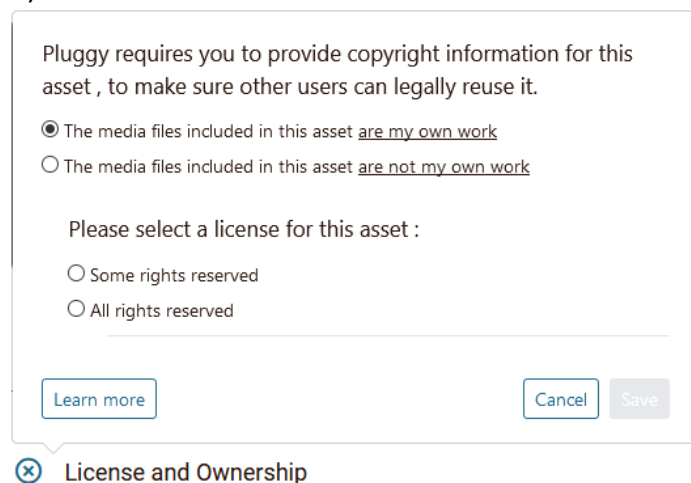 Pluggy requires you to provide copyright information for this
asset , to make sure other users can legally reuse it.
The media files included in this asset are my own work
The media files included in this asset are not my own work
Please select a license for this asset :
Some rights reserved
All rights reserved
Learn more
Cancel
Save
License and Ownership